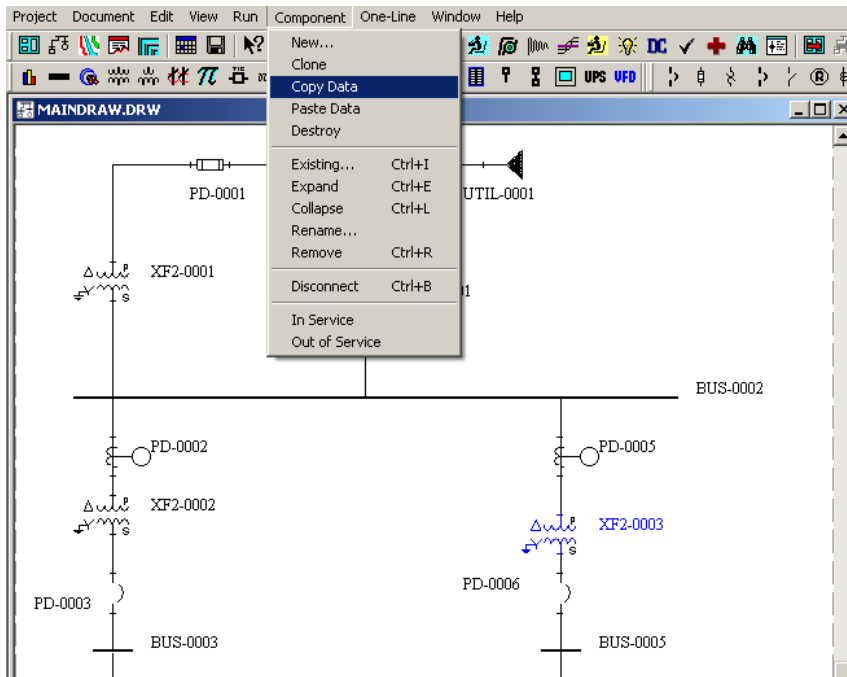 Project Document Edit View Run Component One-Line Window Help
New...
Clone
Copy Data
Paste Data
Destroy
Existing... Ctrl+I
Expand Ctrl+E
Collapse Ctrl+L
Rename...
Remove Ctrl+R
Disconnect Ctrl+B
In Service
Out of Service
DC
UPS VFD
R
MAINDRAW.DRW
PD-0001
UTIL-0001
P
XF2-0001
S
BUS-0002
PD-0002
PD-0005
P
XF2-0002
S
P
XF2-0003
S
PD-0003
PD-0006
BUS-0003
BUS-0005